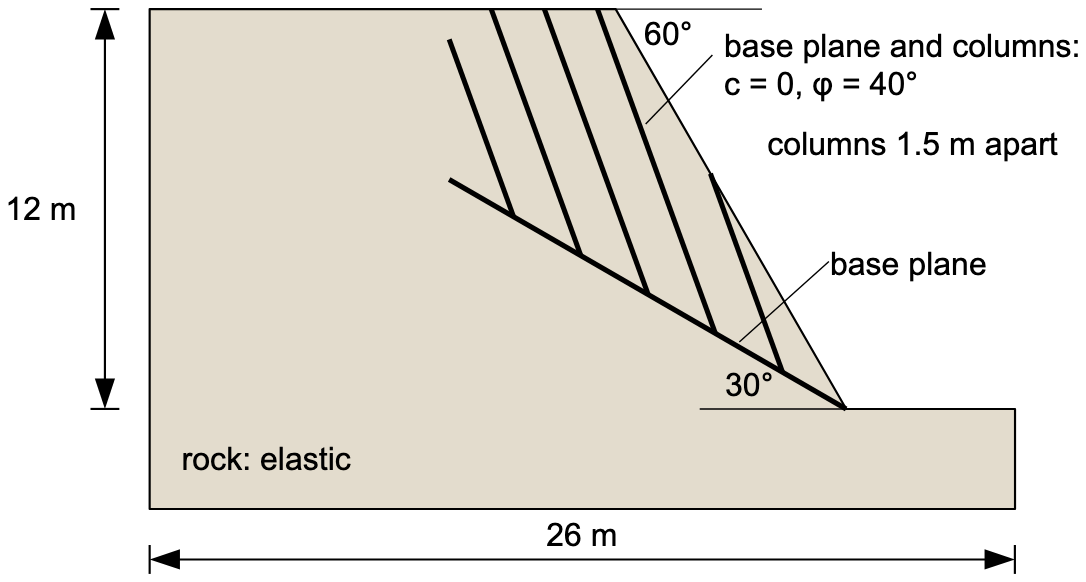 60°
base plane and columns:
c = 0, φ = 40°
columns 1.5 m apart
12 m
base plane
30°
rock: elastic
26 m